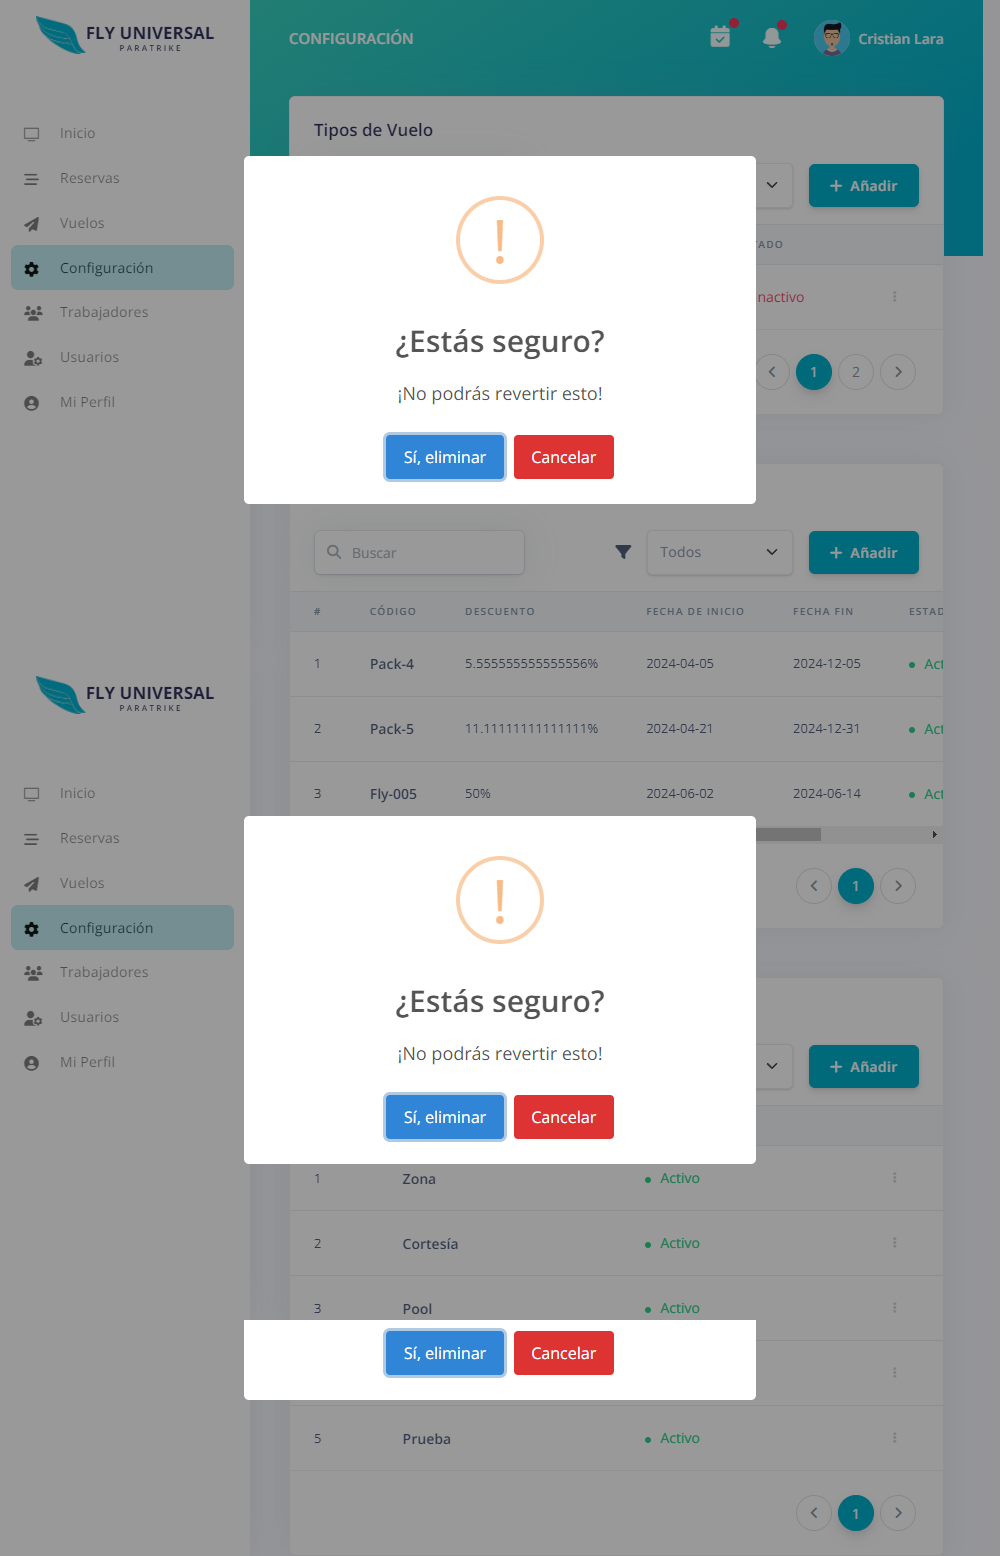 FLY UNIVERSAL
PARATRIKE
CONFIGURACIÓN
Cristian Lara
Inicio
Reservas
Vuelos
Configuración
Trabajadores
Usuarios
Mi Perfil
Tipos de Vuelo
Añadir
TADO
nactivo
1 2
¿Estás seguro?
¡No podrás revertir esto!
Sí, eliminar Cancelar
Buscar Todos Añadir
# CÓDIGO DESCUENTO FECHA DE INICIO FECHA FIN ESTAD
1 Pack-4 5.555555555555556% 2024-04-05 2024-12-05 Act
2 Pack-5 11.11111111111111% 2024-04-21 2024-12-31 Act
3 Fly-005 50% 2024-06-02 2024-06-14 Act
1
FLY UNIVERSAL
PARATRIKE
Inicio
Reservas
Vuelos
Configuración
Trabajadores
Usuarios
Mi Perfil
¿Estás seguro?
¡No podrás revertir esto!
Sí, eliminar Cancelar
Añadir
1 Zona Activo
2 Cortesía Activo
3 Pool Activo
Sí, eliminar Cancelar
5 Prueba Activo
1